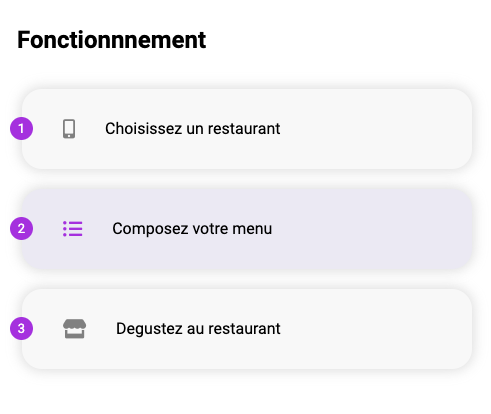 Fonctionnnement
1 Choisissez un restaurant
2 Composez votre menu
3 Degustez au restaurant